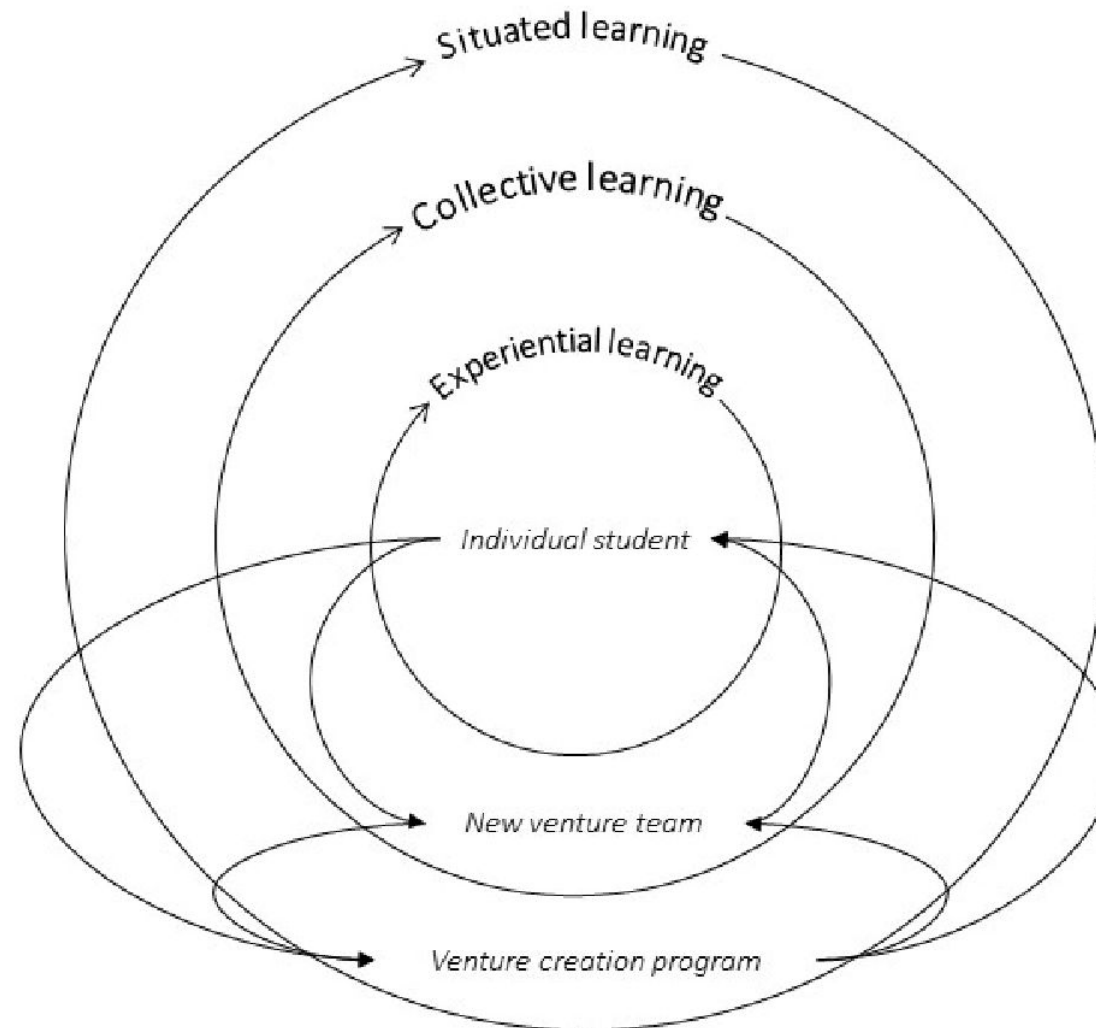 Situated learning
Collective learning
Experiential learning
Individual student
New venture team
Venture creation program